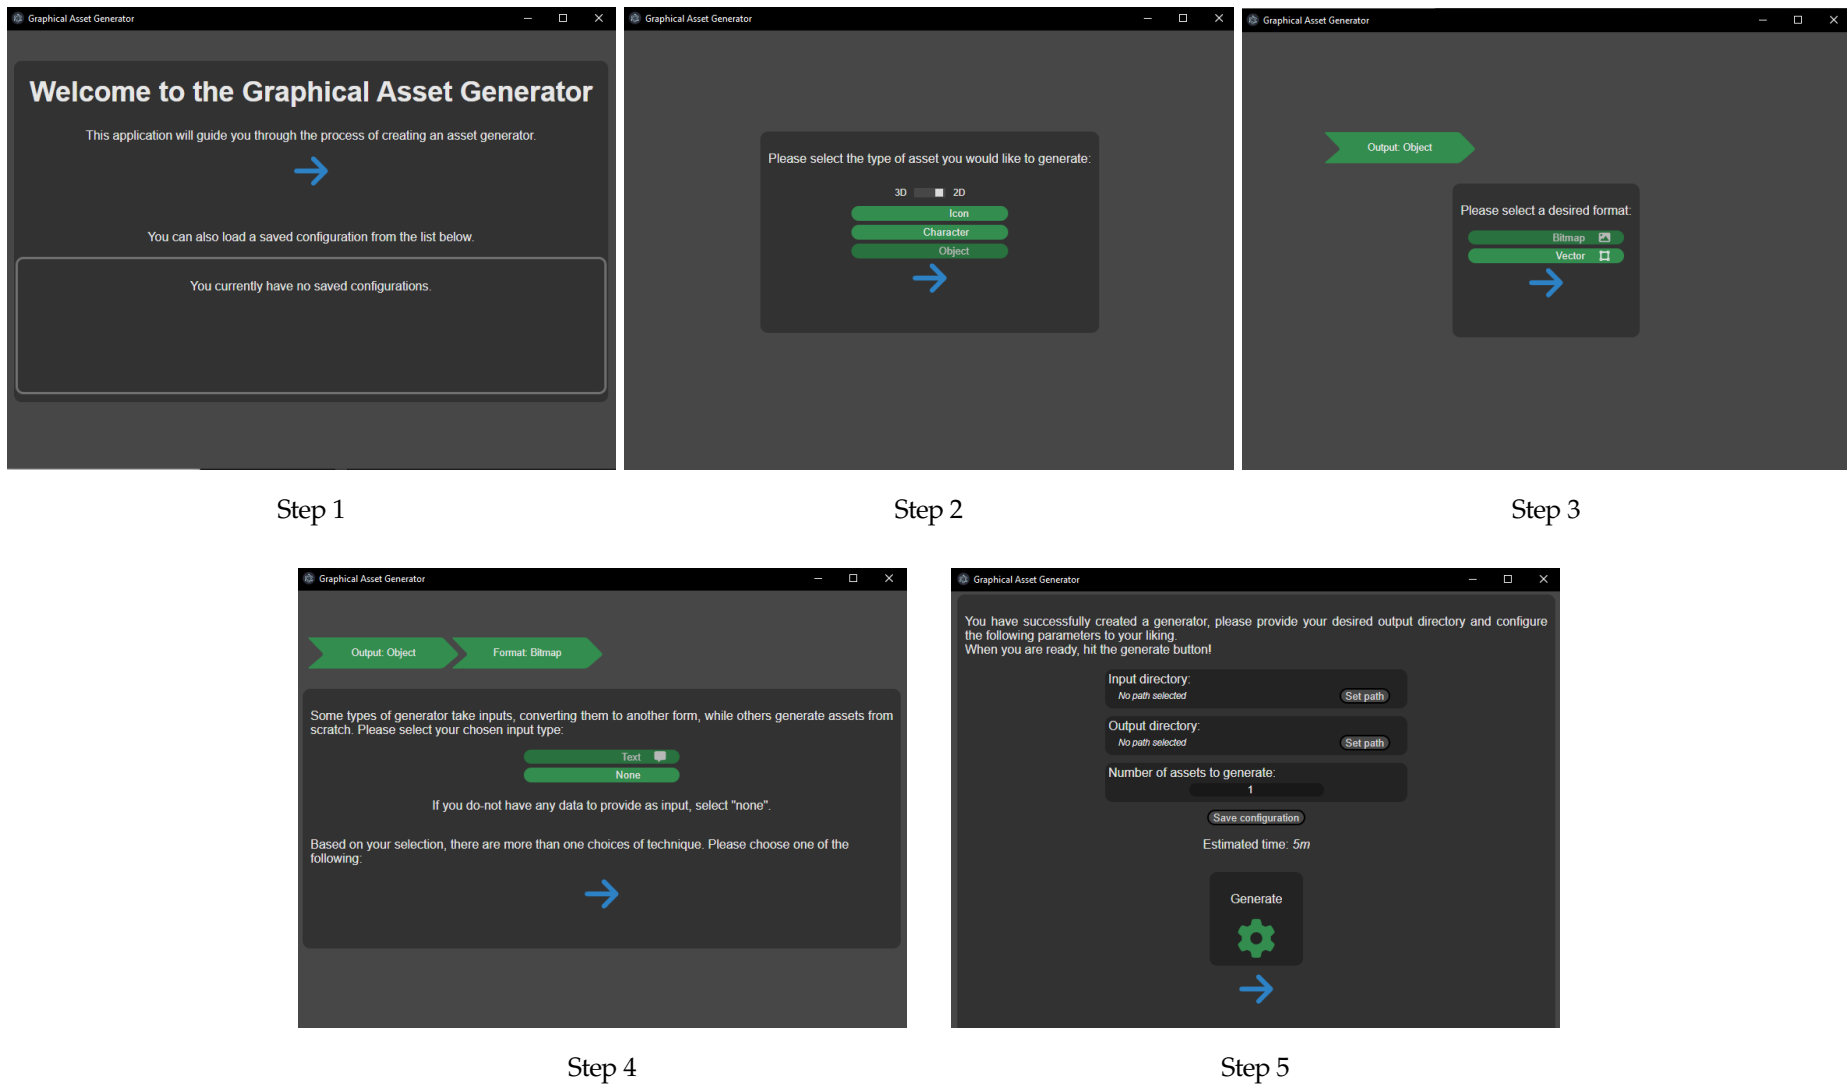 Graphical Asset Generator
Welcome to the Graphical Asset Generator
This application will guide you through the process of creating an asset generator.
You can also load a saved configuration from the list below.
You currently have no saved configurations.
Step 1
Graphical Asset Generator
Please select the type of asset you would like to generate:
3D 2D
Icon
Character
Object
Step 2
Graphical Asset Generator
Output: Object
Please select a desired format:
Bitmap
Vector
Step 3
Graphical Asset Generator
Output: Object Format: Bitmap
Some types of generator take inputs, converting them to another form, while others generate assets from
scratch. Please select your chosen input type:
Text
None
If you do-not have any data to provide as input, select "none".
Based on your selection, there are more than one choices of technique. Please choose one of the
following:
Step 4
Graphical Asset Generator
You have successfully created a generator, please provide your desired output directory and configure
the following parameters to your liking.
When you are ready, hit the generate button!
Input directory:
No path selected Set path
Output directory:
No path selected Set path
Number of assets to generate:
1
Save configuration
Estimated time: 5m
Generate
Step 5